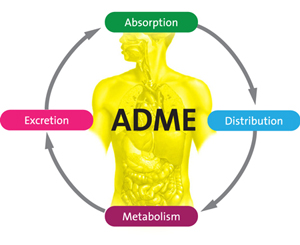 Absorption
Excretion
ADME
Distribution
Metabolism